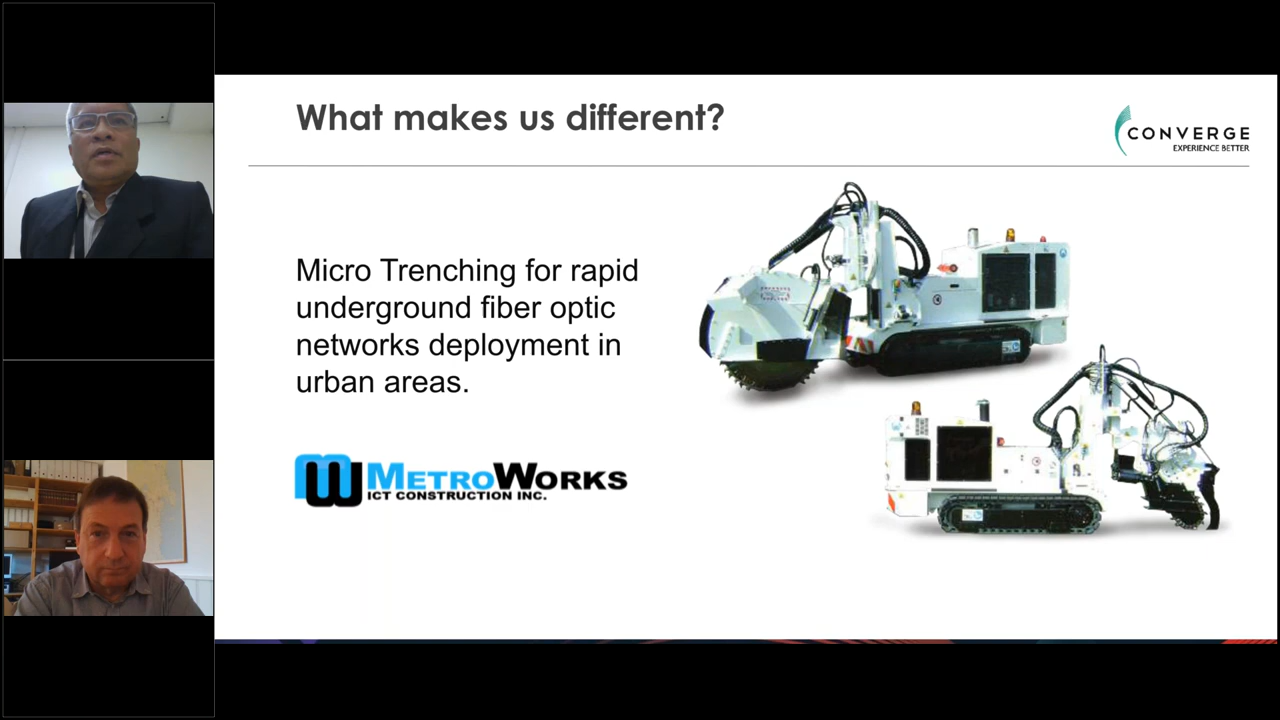 What makes us different?
CONVERGE
EXPERIENCE BETTER
Micro Trenching for rapid
underground fiber optic
networks deployment in
urban areas.
METROWORKS
ICT CONSTRUCTION INC.